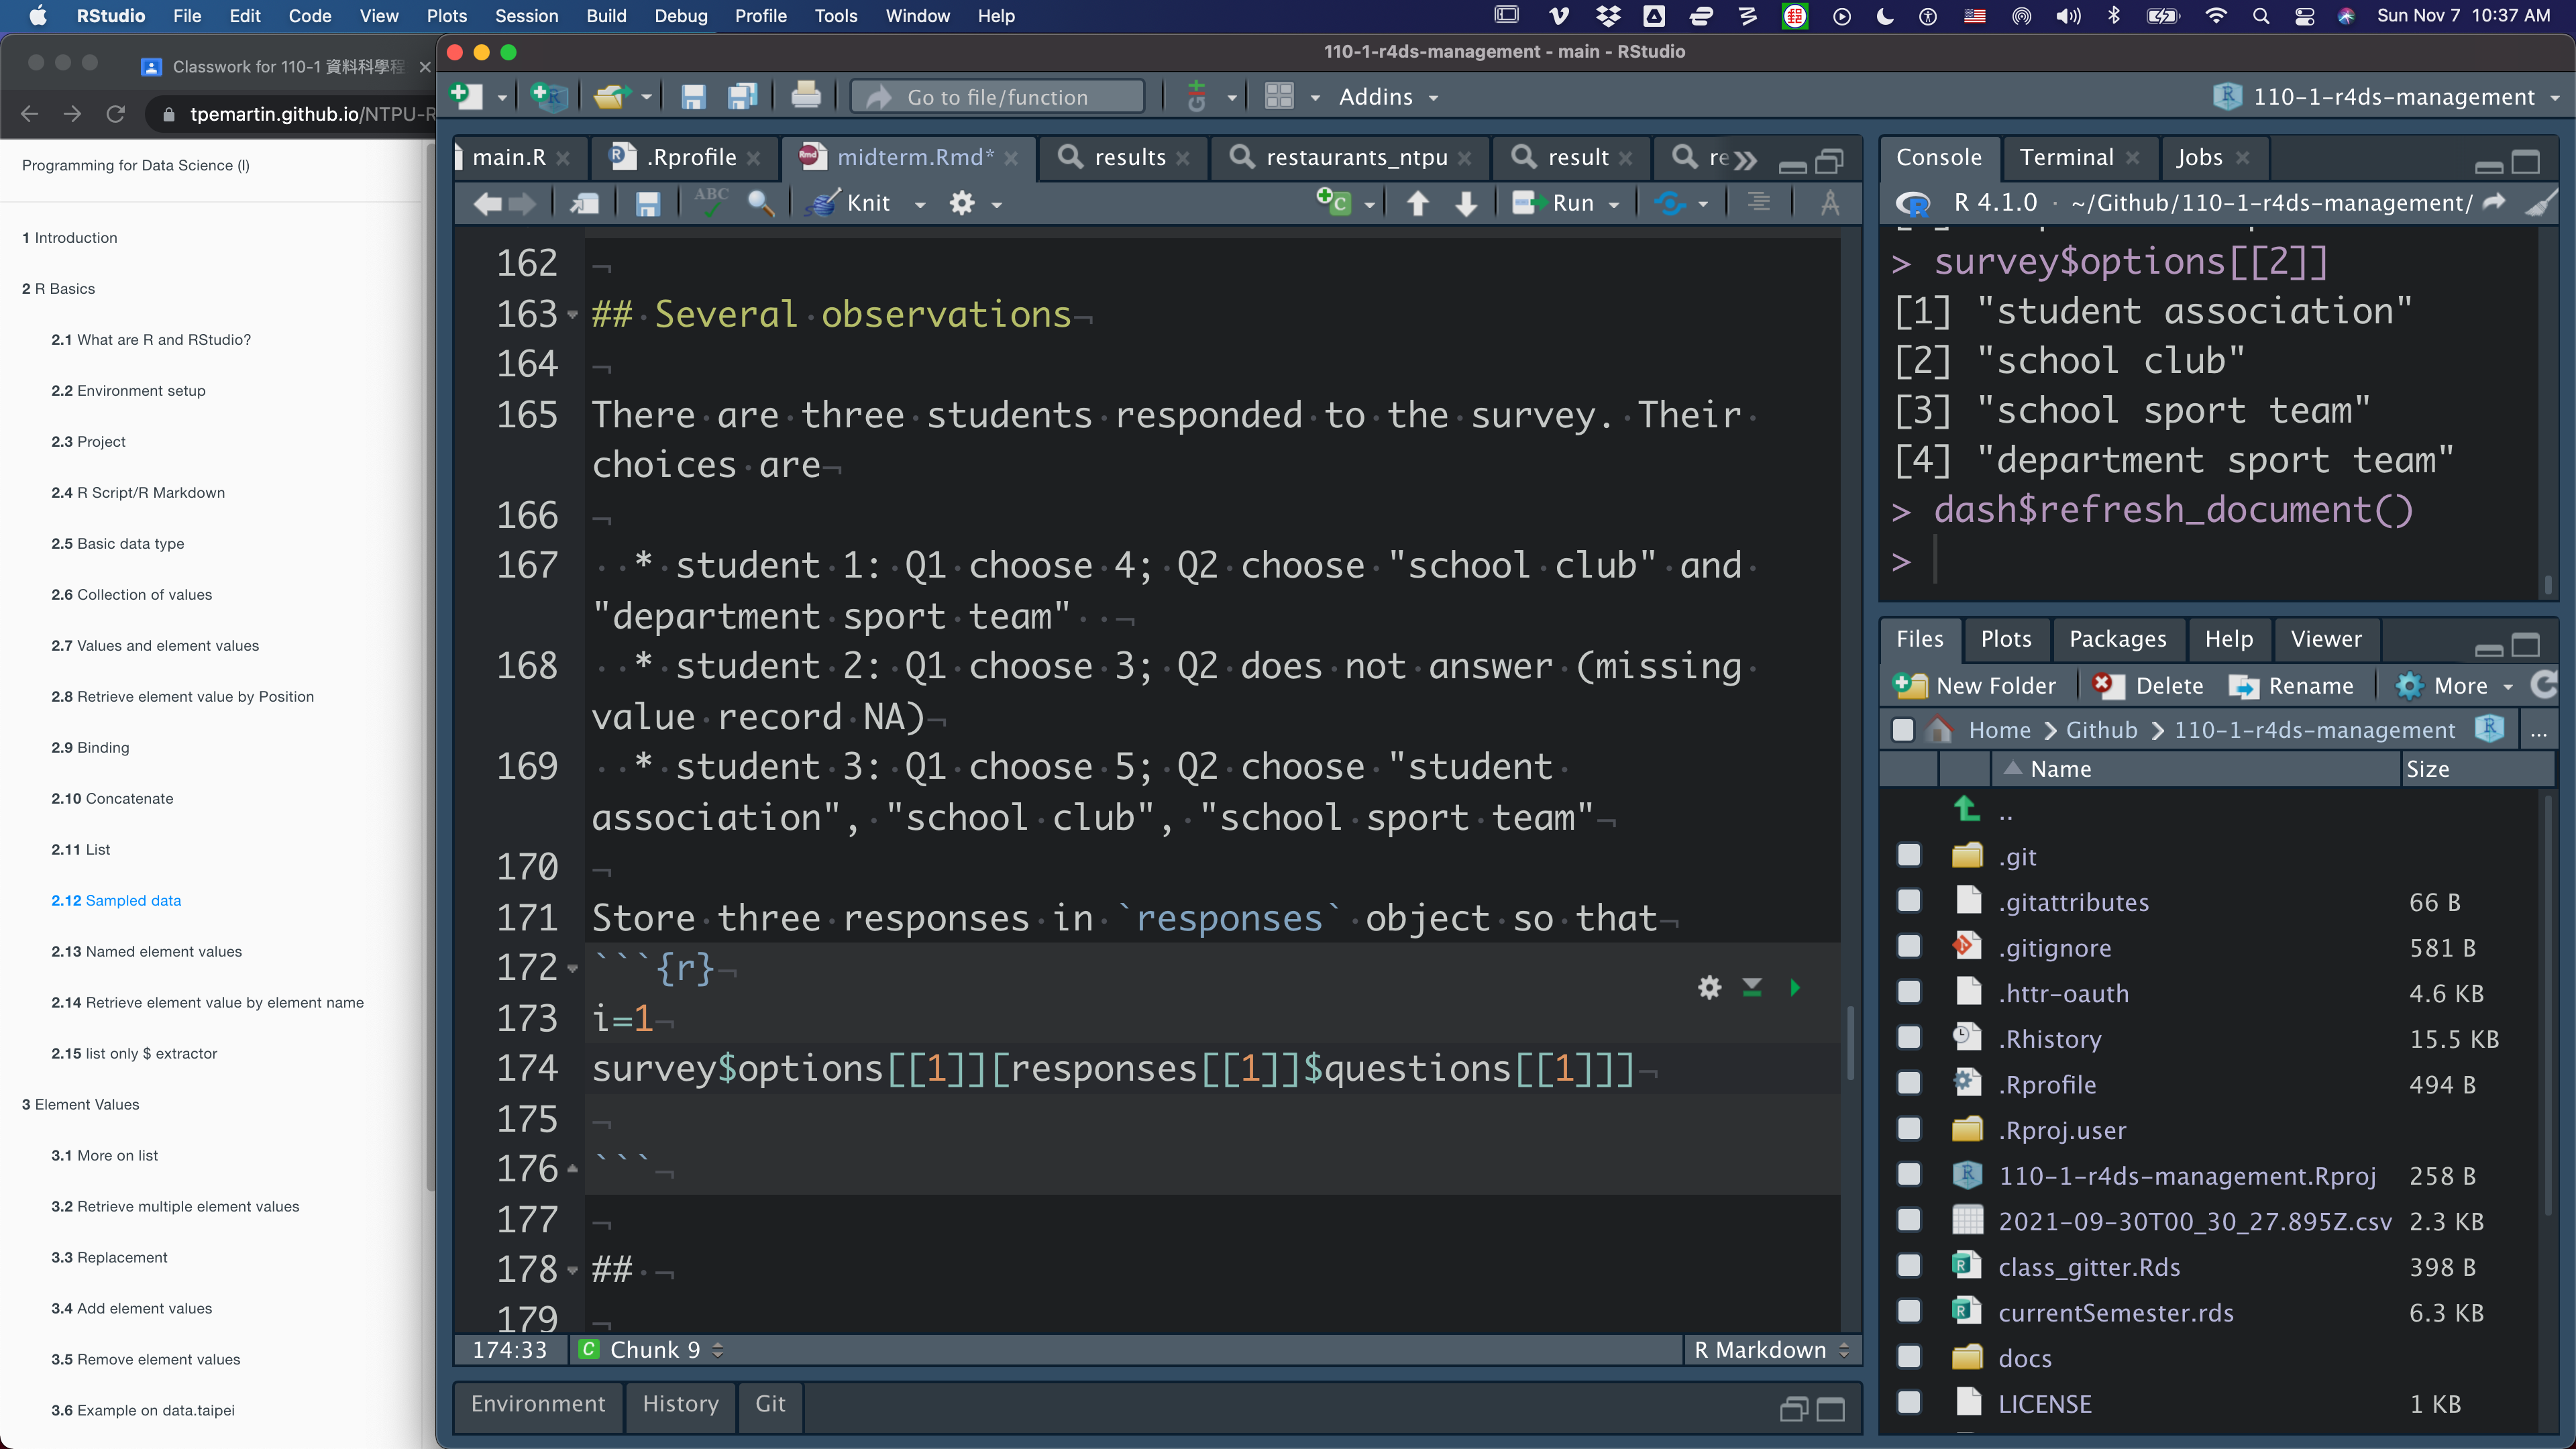 RStudio File Edit Code View Plots Session Build Debug Profile Tools Window Help
Sun Nov 7 10:37 AM
Classwork for 110-1 資料科學程
tpemartin.github.io/NTPU-R
Programming for Data Science (I)
1 Introduction
2 R Basics
2.1 What are R and RStudio?
2.2 Environment setup
2.3 Project
2.4 R Script/R Markdown
2.5 Basic data type
2.6 Collection of values
2.7 Values and element values
2.8 Retrieve element value by Position
2.9 Binding
2.10 Concatenate
2.11 List
2.12 Sampled data
2.13 Named element values
2.14 Retrieve element value by element name
2.15 list only $ extractor
3 Element Values
3.1 More on list
3.2 Retrieve multiple element values
3.3 Replacement
3.4 Add element values
3.5 Remove element values
3.6 Example on data.taipei
110-1-r4ds-management - main - RStudio
Go to file/function
Addins
110-1-r4ds-management
main.R
.Rprofile
midterm.Rmd*
results
restaurants_ntpu
result
re
Knit
Run
162
163 ## Several observations
164
165 There are three students responded to the survey. Their
choices are
166
167 * student 1: Q1 choose 4; Q2 choose "school club" and
"department sport team"
168 * student 2: Q1 choose 3; Q2 does not answer (missing
value record NA)
169 * student 3: Q1 choose 5; Q2 choose "student
association", "school club", "school sport team"
170
171 Store three responses in `responses` object so that
172 ```{r}
173 i=1
174 survey$options[[1]][responses[[1]]$questions[[1]]]
175
176 ```
177
178 ##
179
174:33
C Chunk 9
R Markdown
Environment History Git
Console Terminal Jobs
R 4.1.0 · ~/Github/110-1-r4ds-management/
> survey$options[[2]]
[1] "student association"
[2] "school club"
[3] "school sport team"
[4] "department sport team"
> dash$refresh_document()
>
Files Plots Packages Help Viewer
New Folder Delete Rename More
Home Github 110-1-r4ds-management ...
Name Size
..
.git
.gitattributes 66 B
.gitignore 581 B
.httr-oauth 4.6 KB
.Rhistory 15.5 KB
.Rprofile 494 B
.Rproj.user
110-1-r4ds-management.Rproj 258 B
2021-09-30T00_30_27.895Z.csv 2.3 KB
class_gitter.Rds 398 B
currentSemester.rds 6.3 KB
docs
LICENSE 1 KB